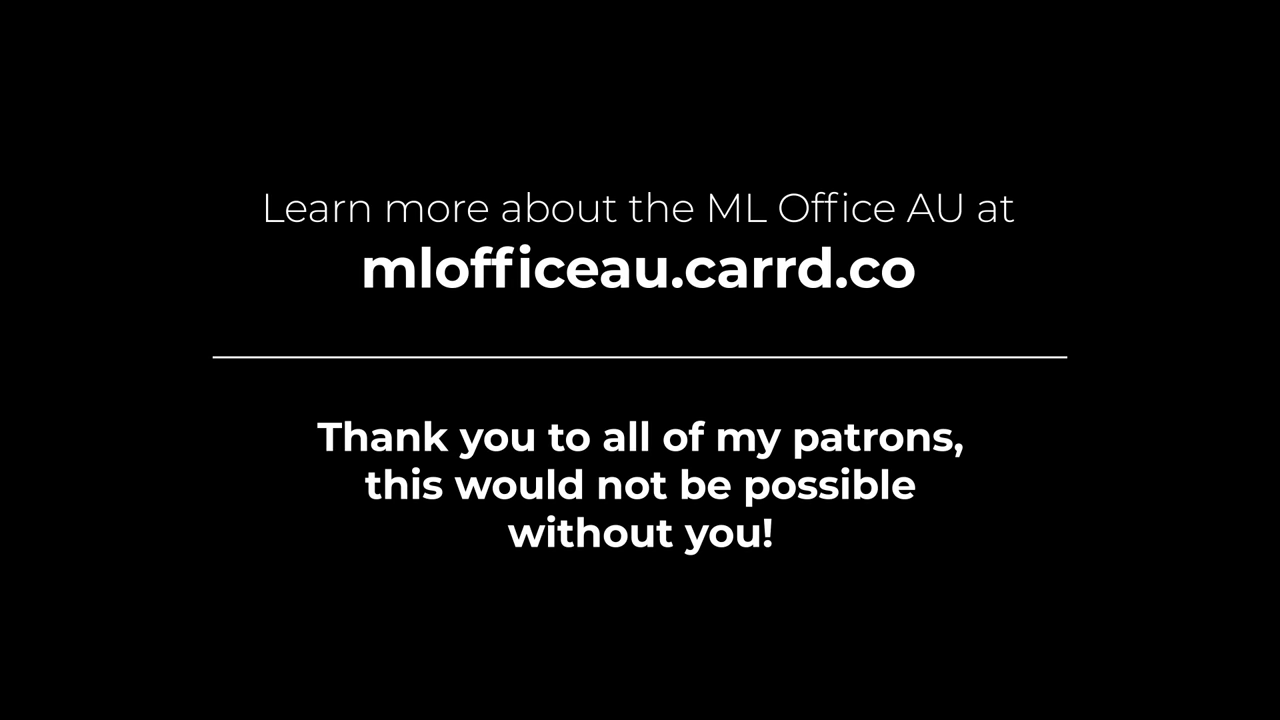 Learn more about the ML Office AU at
mlofficeau.carrd.co
Thank you to all of my patrons,
this would not be possible
without you!